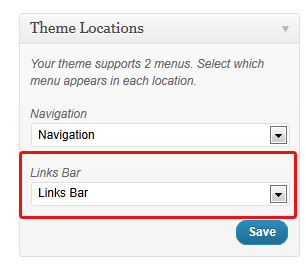 Theme Locations
Your theme supports 2 menus. Select which
menu appears in each location.
Navigation
Navigation
Links Bar
Links Bar
Save